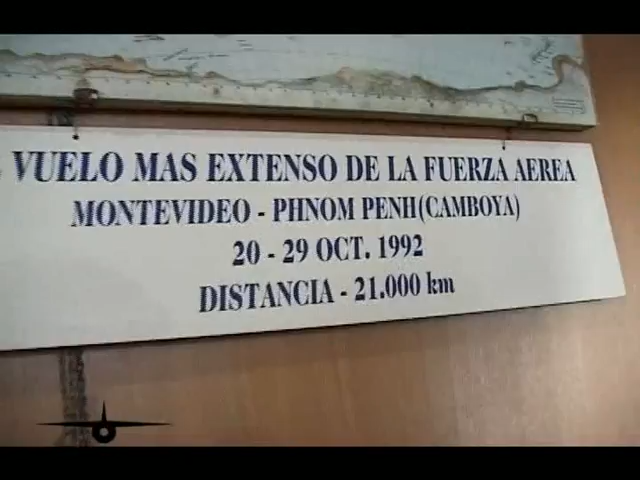 VUELO MAS EXTENSO DE LA FUERZA AEREA
MONTEVIDEO - PHNOM PENH (CAMBOYA)
20 - 29 OCT. 1992
DISTANCIA - 21.000 km